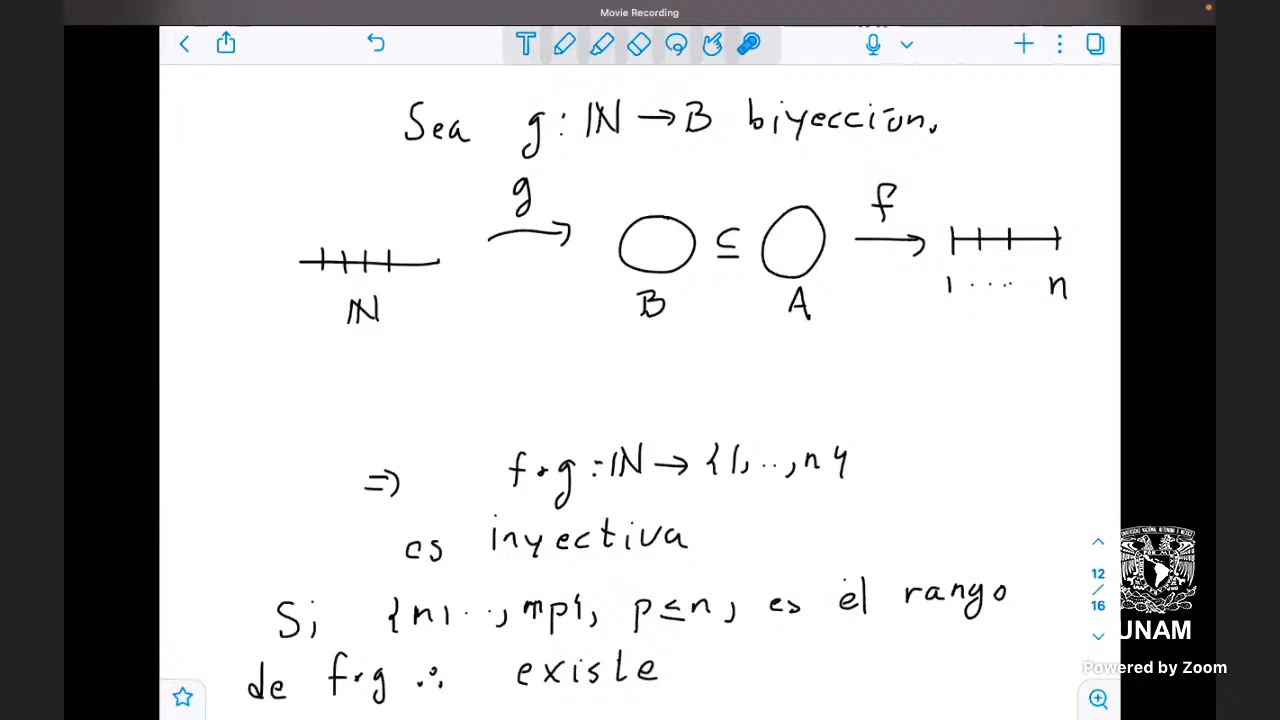 Movie Recording
T
Sea g : ℕ → B biyección.
g
f
⊆
ℕ
B
A
1 .... n
⇒ f∘g : ℕ → {1, .., n}
es inyectiva
12
/
16
Si {n1 .., mp}, p ≤ n, es el rango
UNAM
de f∘g ∴ existe
Powered by Zoom